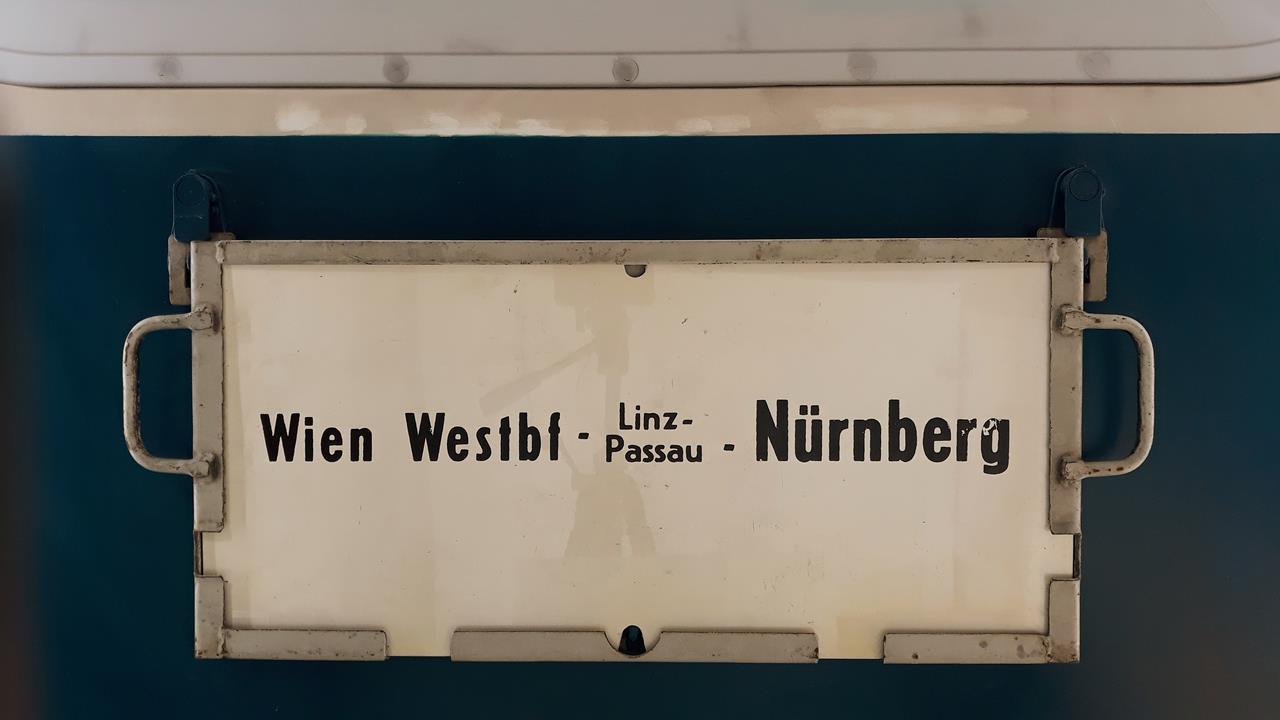 Wien Westbf - Linz-
Passau - Nürnberg